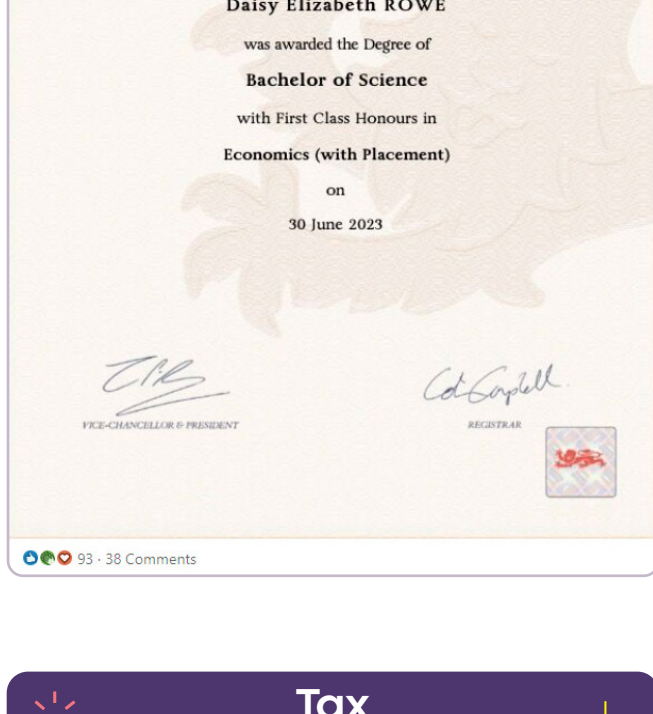 Daisy Elizabeth ROWE
was awarded the Degree of
Bachelor of Science
with First Class Honours in
Economics (with Placement)
on
30 June 2023
VICE-CHANCELLOR & PRESIDENT
REGISTRAR
93 · 38 Comments
Tax